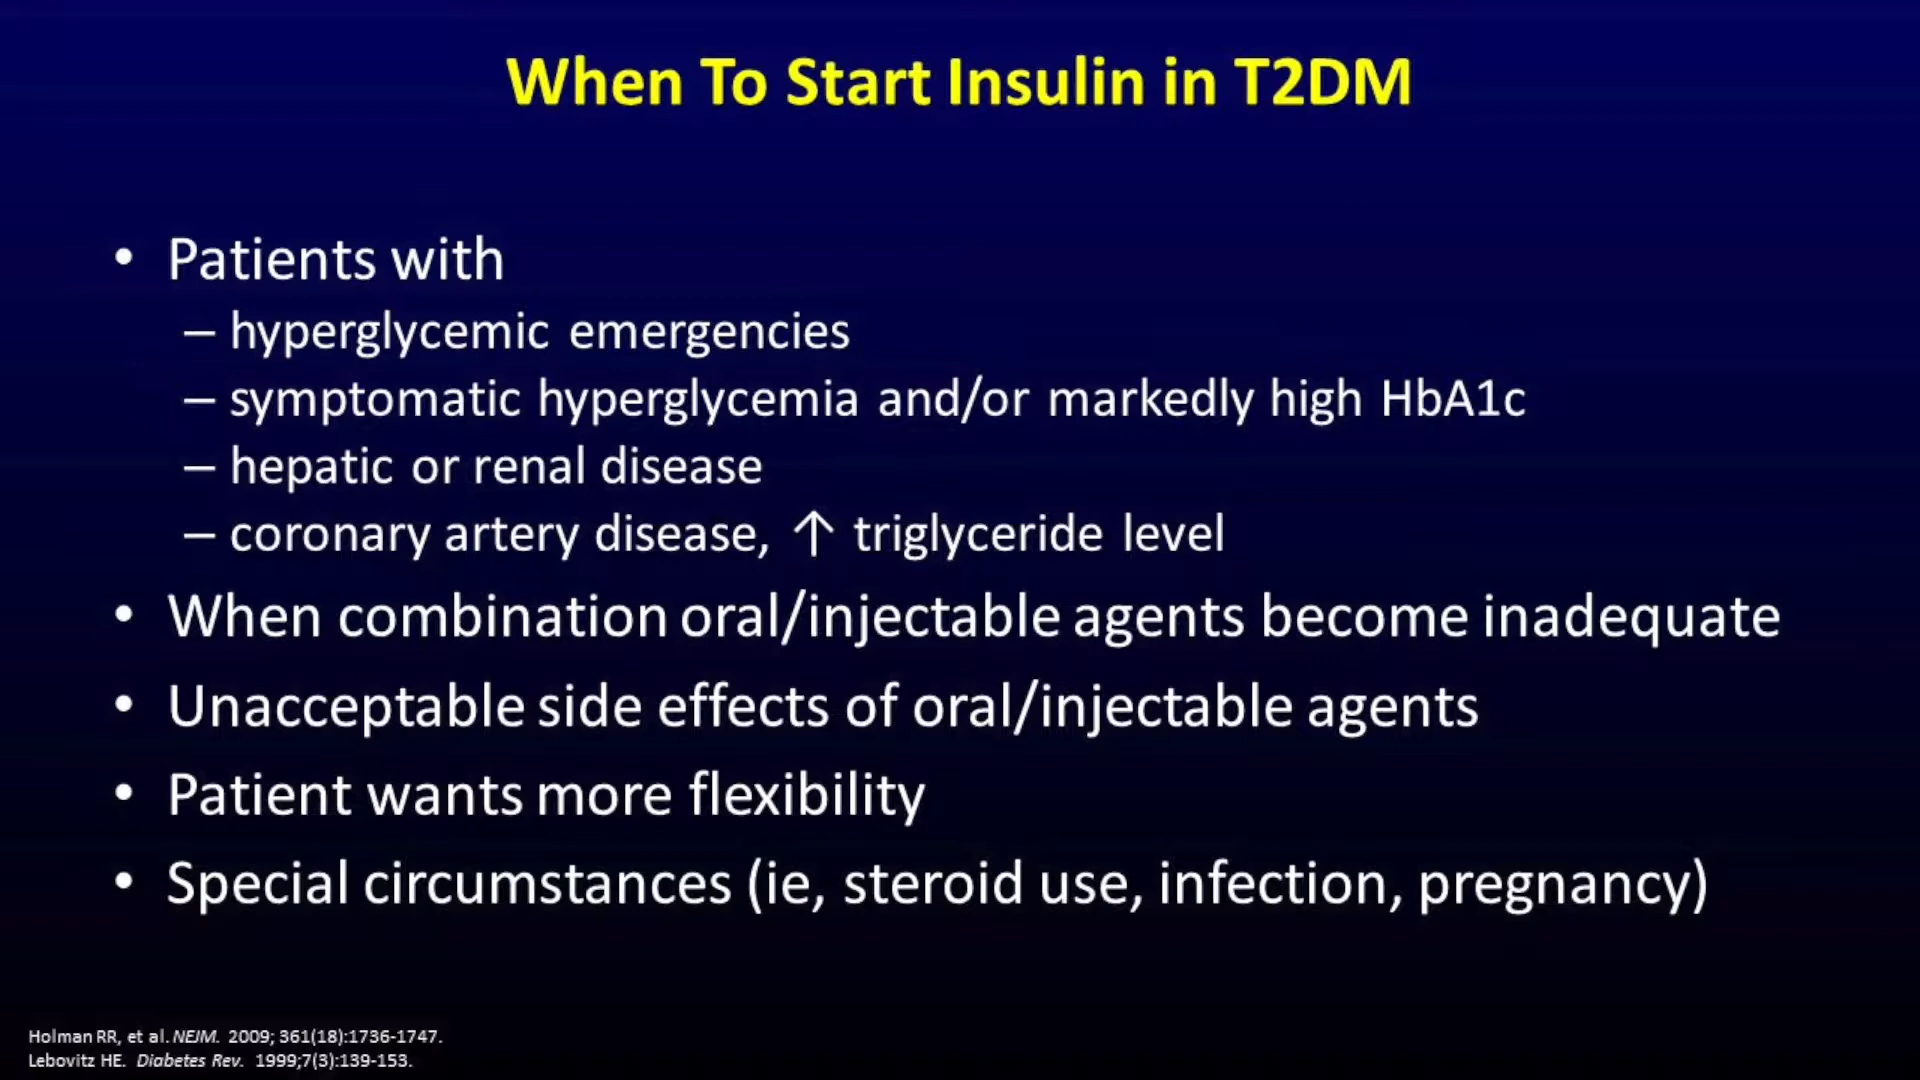 When To Start Insulin in T2DM
• Patients with
– hyperglycemic emergencies
– symptomatic hyperglycemia and/or markedly high HbA1c
– hepatic or renal disease
– coronary artery disease, ↑ triglyceride level
• When combination oral/injectable agents become inadequate
• Unacceptable side effects of oral/injectable agents
• Patient wants more flexibility
• Special circumstances (ie, steroid use, infection, pregnancy)
Holman RR, et al. NEJM. 2009; 361(18):1736-1747.
Lebovitz HE. Diabetes Rev. 1999;7(3):139-153.